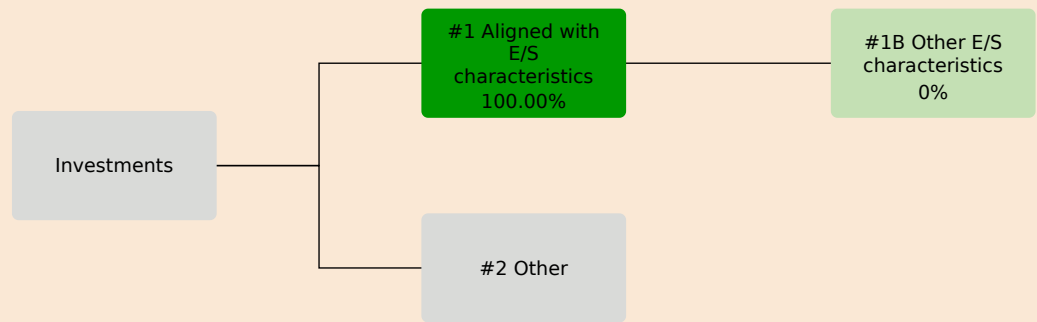 #1 Aligned with
E/S
characteristics
100.00%
#1B Other E/S
characteristics
0%
Investments
#2 Other